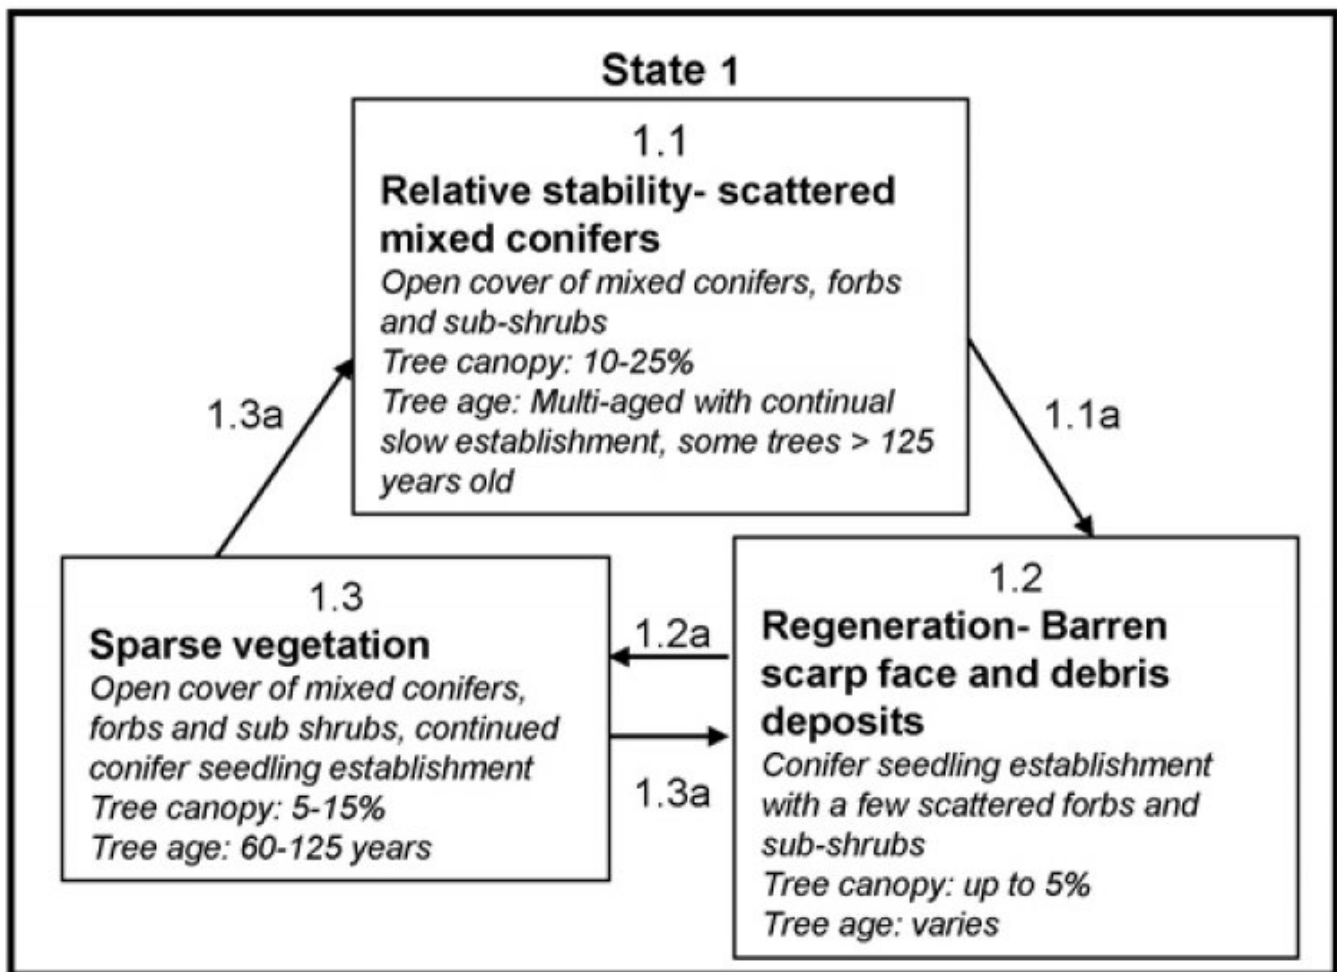 State 1
1.1
Relative stability- scattered
mixed conifers
Open cover of mixed conifers, forbs
and sub-shrubs
Tree canopy: 10-25%
Tree age: Multi-aged with continual
slow establishment, some trees > 125
years old
1.3a
1.1a
1.3
Sparse vegetation
Open cover of mixed conifers,
forbs and sub shrubs, continued
conifer seedling establishment
Tree canopy: 5-15%
Tree age: 60-125 years
1.2a
1.3a
1.2
Regeneration- Barren
scarp face and debris
deposits
Conifer seedling establishment
with a few scattered forbs and
sub-shrubs
Tree canopy: up to 5%
Tree age: varies